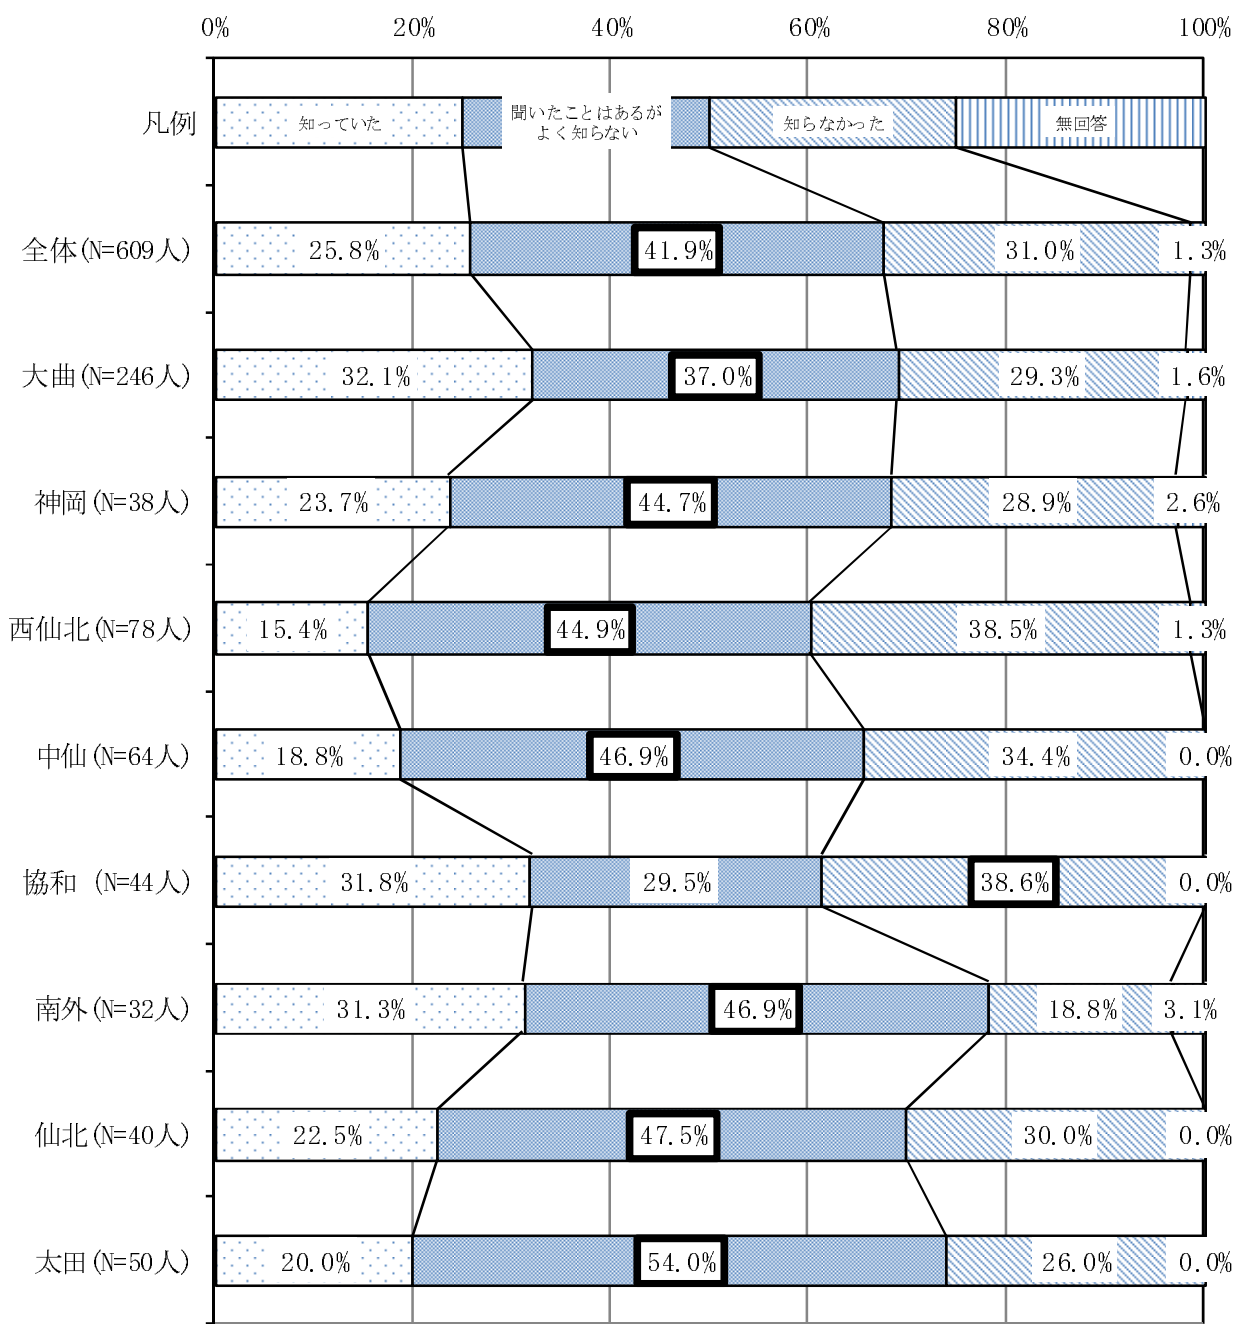 0% 20% 40% 60% 80% 100%
凡例 知っていた 聞いたことはあるが
よく知らない 知らなかった 無回答
全体(N=609人) 25.8% 41.9% 31.0% 1.3%
大曲(N=246人) 32.1% 37.0% 29.3% 1.6%
神岡(N=38人) 23.7% 44.7% 28.9% 2.6%
西仙北(N=78人) 15.4% 44.9% 38.5% 1.3%
中仙(N=64人) 18.8% 46.9% 34.4% 0.0%
協和 (N=44人) 31.8% 29.5% 38.6% 0.0%
南外(N=32人) 31.3% 46.9% 18.8% 3.1%
仙北(N=40人) 22.5% 47.5% 30.0% 0.0%
太田(N=50人) 20.0% 54.0% 26.0% 0.0%